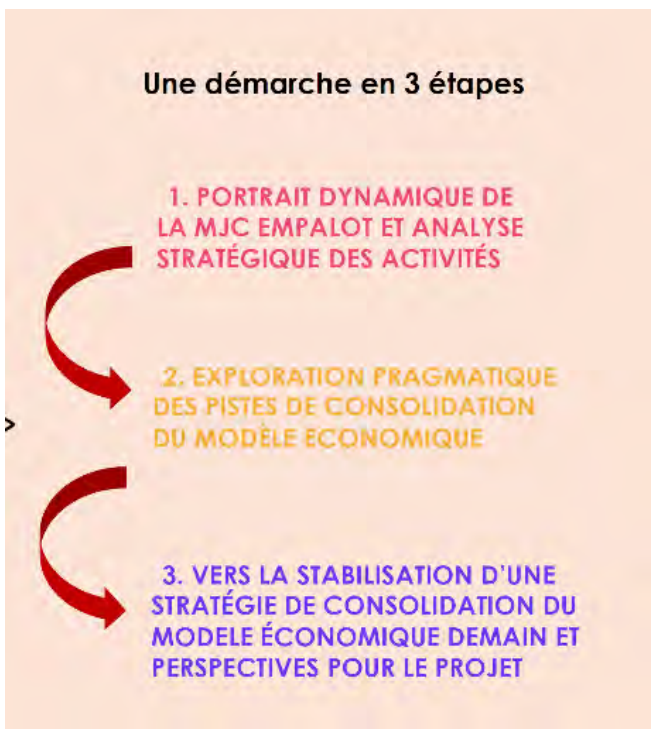 Une démarche en 3 étapes
1. PORTRAIT DYNAMIQUE DE
LA MJC EMPALOT ET ANALYSE
STRATÉGIQUE DES ACTIVITÉS
2. EXPLORATION PRAGMATIQUE
DES PISTES DE CONSOLIDATION
DU MODÈLE ECONOMIQUE
3. VERS LA STABILISATION D'UNE
STRATÉGIE DE CONSOLIDATION DU
MODELE ÉCONOMIQUE DEMAIN ET
PERSPECTIVES POUR LE PROJET